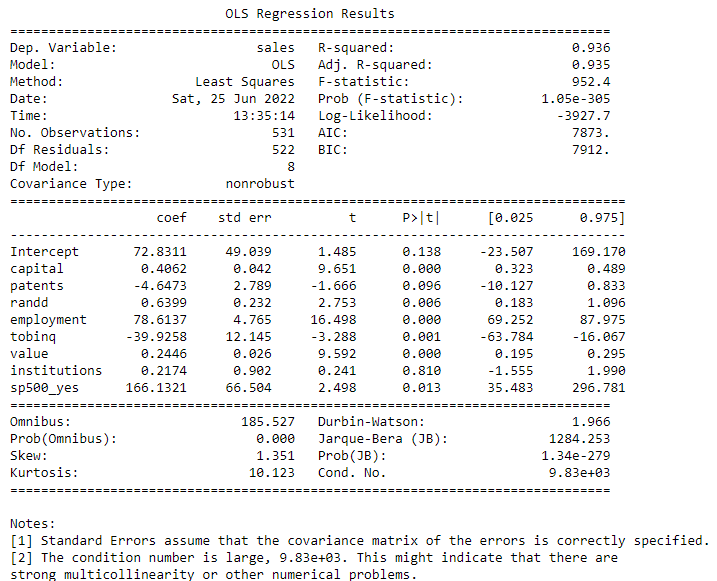 OLS Regression Results
==============================================================================
Dep. Variable:                  sales   R-squared:                       0.936
Model:                            OLS   Adj. R-squared:                  0.935
Method:                 Least Squares   F-statistic:                     952.4
Date:                Sat, 25 Jun 2022   Prob (F-statistic):          1.05e-305
Time:                        13:35:14   Log-Likelihood:                -3927.7
No. Observations:                 531   AIC:                             7873.
Df Residuals:                     522   BIC:                             7912.
Df Model:                           8
Covariance Type:            nonrobust
================================================================================
                   coef    std err          t      P>|t|      [0.025      0.975]
--------------------------------------------------------------------------------
Intercept       72.8311     49.039      1.485      0.138     -23.507     169.170
capital          0.4062      0.042      9.651      0.000       0.323       0.489
patents         -4.6473      2.789     -1.666      0.096     -10.127       0.833
randd            0.6399      0.232      2.753      0.006       0.183       1.096
employment      78.6137      4.765     16.498      0.000      69.252      87.975
tobinq         -39.9258     12.145     -3.288      0.001     -63.784     -16.067
value            0.2446      0.026      9.592      0.000       0.195       0.295
institutions     0.2174      0.902      0.241      0.810      -1.555       1.990
sp500_yes      166.1321     66.504      2.498      0.013      35.483     296.781
==============================================================================
Omnibus:                      185.527   Durbin-Watson:                   1.966
Prob(Omnibus):                  0.000   Jarque-Bera (JB):             1284.253
Skew:                           1.351   Prob(JB):                    1.34e-279
Kurtosis:                      10.123   Cond. No.                     9.83e+03
==============================================================================
Notes:
[1] Standard Errors assume that the covariance matrix of the errors is correctly specified.
[2] The condition number is large, 9.83e+03. This might indicate that there are
strong multicollinearity or other numerical problems.